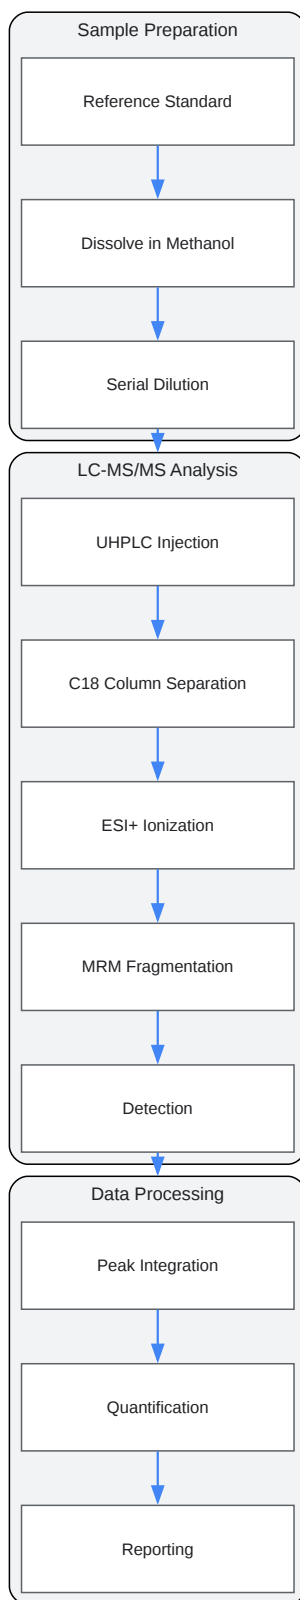 Sample Preparation
Reference Standard
Dissolve in Methanol
Serial Dilution
LC-MS/MS Analysis
UHPLC Injection
C18 Column Separation
ESI+ Ionization
MRM Fragmentation
Detection
Data Processing
Peak Integration
Quantification
Reporting